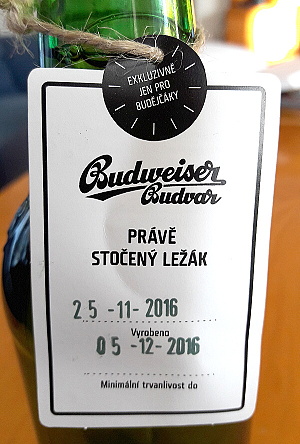 EXKLUZIVNĚ
JEN PRO
BUDĚJČÁKY
Budweiser
Budvar
PRÁVĚ
STOČENÝ LEŽÁK
25-11-2016
Vyrobeno
05-12-2016
Minimální trvanlivost do